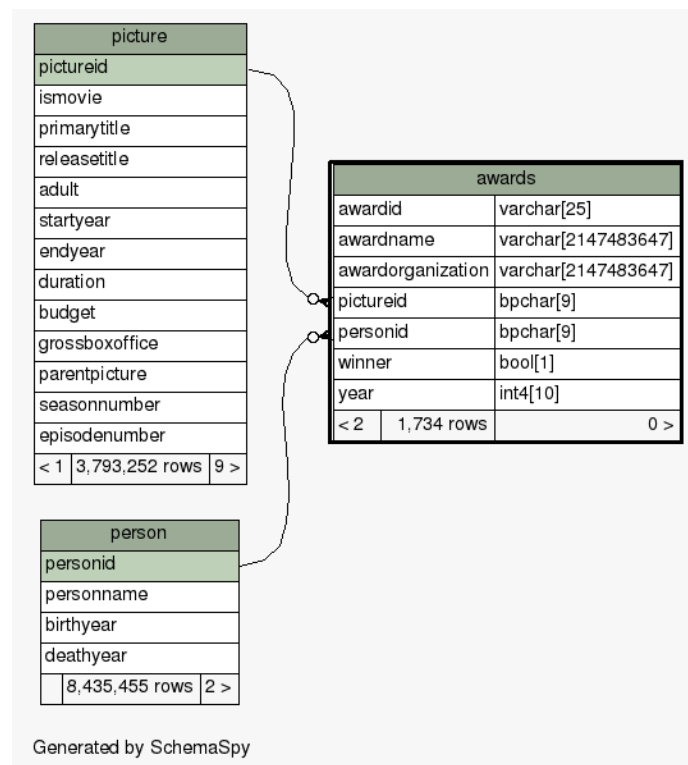 picture
pictureid
ismovie
primarytitle
releasetitle
adult
startyear
endyear
duration
budget
grossboxoffice
parentpicture
seasonnumber
episodenumber
< 1 3,793,252 rows 9 >
awards
awardid varchar[25]
awardname varchar[2147483647]
awardorganization varchar[2147483647]
pictureid bpchar[9]
personid bpchar[9]
winner bool[1]
year int4[10]
< 2 1,734 rows 0 >
person
personid
personname
birthyear
deathyear
8,435,455 rows 2 >
Generated by SchemaSpy